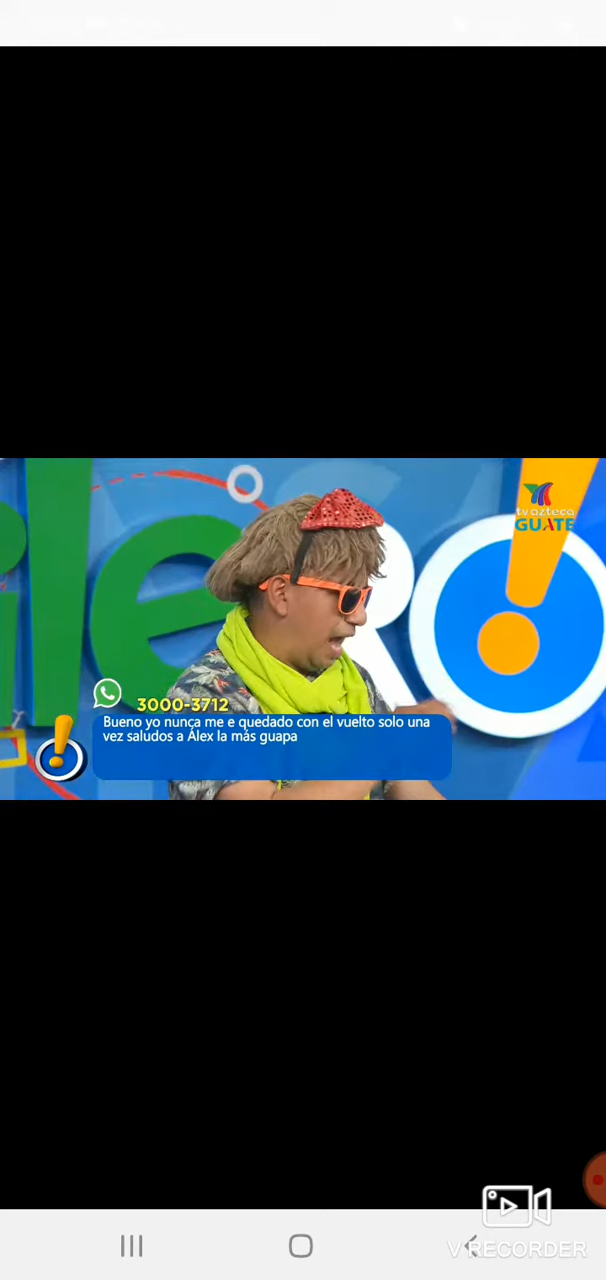 ileRO!
tv azteca
GUATE
3000-3712
Bueno yo nunca me e quedado con el vuelto solo una
vez saludos a Álex la más guapa
V RECORDER